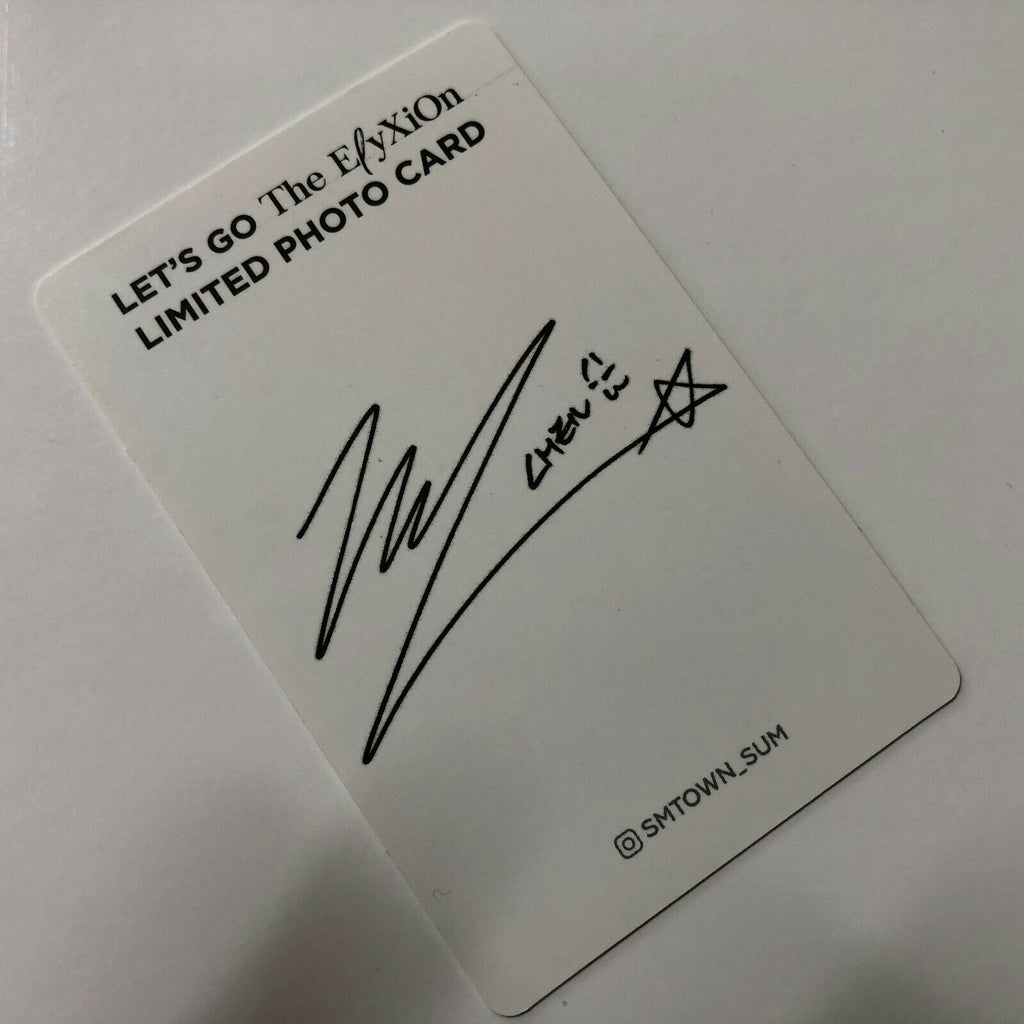 LET'S GO The ElyXiOn
LIMITED PHOTO CARD
CHEN
SMTOWN_SUM